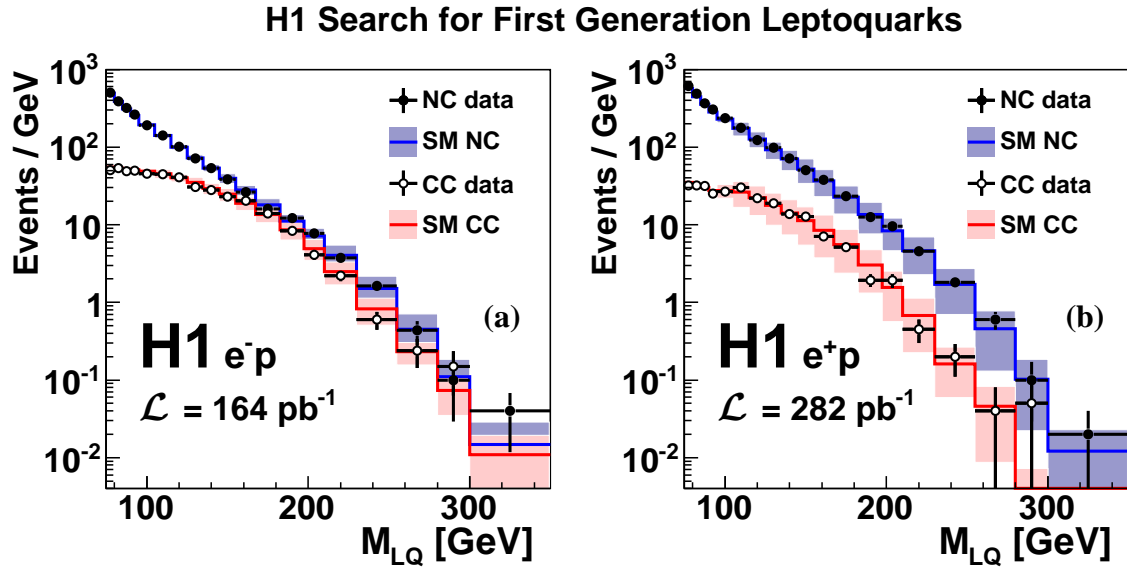 H1 Search for First Generation Leptoquarks
Events / GeV
10³
10²
10
1
10⁻¹
10⁻²
NC data
SM NC
CC data
SM CC
(a)
H1 e⁻p
ℒ = 164 pb⁻¹
100 200 300
M_LQ [GeV]
Events / GeV
10³
10²
10
1
10⁻¹
10⁻²
NC data
SM NC
CC data
SM CC
(b)
H1 e⁺p
ℒ = 282 pb⁻¹
100 200 300
M_LQ [GeV]